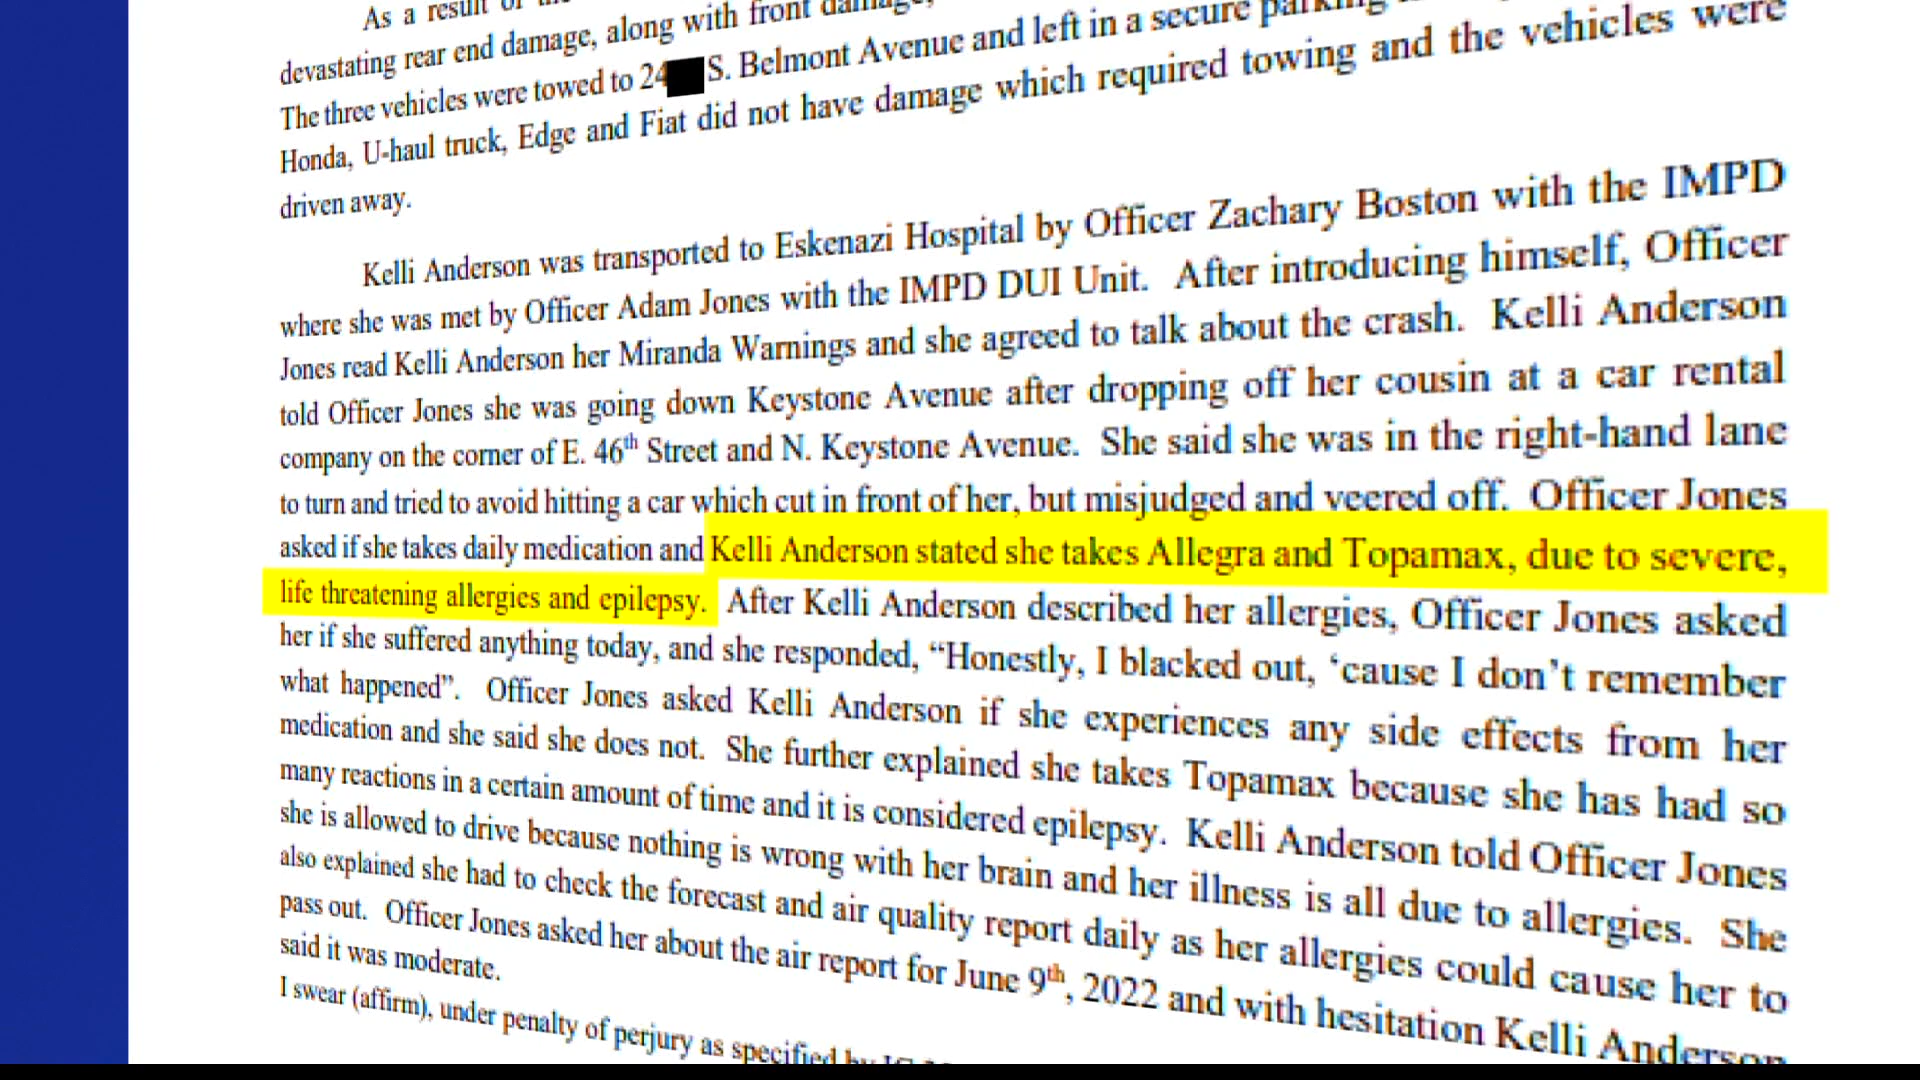 As a result of the
devastating rear end damage, along with front damage,
The three vehicles were towed to 24 S. Belmont Avenue and left in a secure parking
Honda, U-haul truck, Edge and Fiat did not have damage which required towing and the vehicles were
driven away.
Kelli Anderson was transported to Eskenazi Hospital by Officer Zachary Boston with the IMPD
where she was met by Officer Adam Jones with the IMPD DUI Unit. After introducing himself, Officer
Jones read Kelli Anderson her Miranda Warnings and she agreed to talk about the crash. Kelli Anderson
told Officer Jones she was going down Keystone Avenue after dropping off her cousin at a car rental
company on the corner of E. 46th Street and N. Keystone Avenue. She said she was in the right-hand lane
to turn and tried to avoid hitting a car which cut in front of her, but misjudged and veered off. Officer Jones
asked if she takes daily medication and Kelli Anderson stated she takes Allegra and Topamax, due to severe,
life threatening allergies and epilepsy. After Kelli Anderson described her allergies, Officer Jones asked
her if she suffered anything today, and she responded, “Honestly, I blacked out, ‘cause I don’t remember
what happened”. Officer Jones asked Kelli Anderson if she experiences any side effects from her
medication and she said she does not. She further explained she takes Topamax because she has had so
many reactions in a certain amount of time and it is considered epilepsy. Kelli Anderson told Officer Jones
she is allowed to drive because nothing is wrong with her brain and her illness is all due to allergies. She
also explained she had to check the forecast and air quality report daily as her allergies could cause her to
pass out. Officer Jones asked her about the air report for June 9th, 2022 and with hesitation Kelli Anderson
said it was moderate.
I swear (affirm), under penalty of perjury as specified by